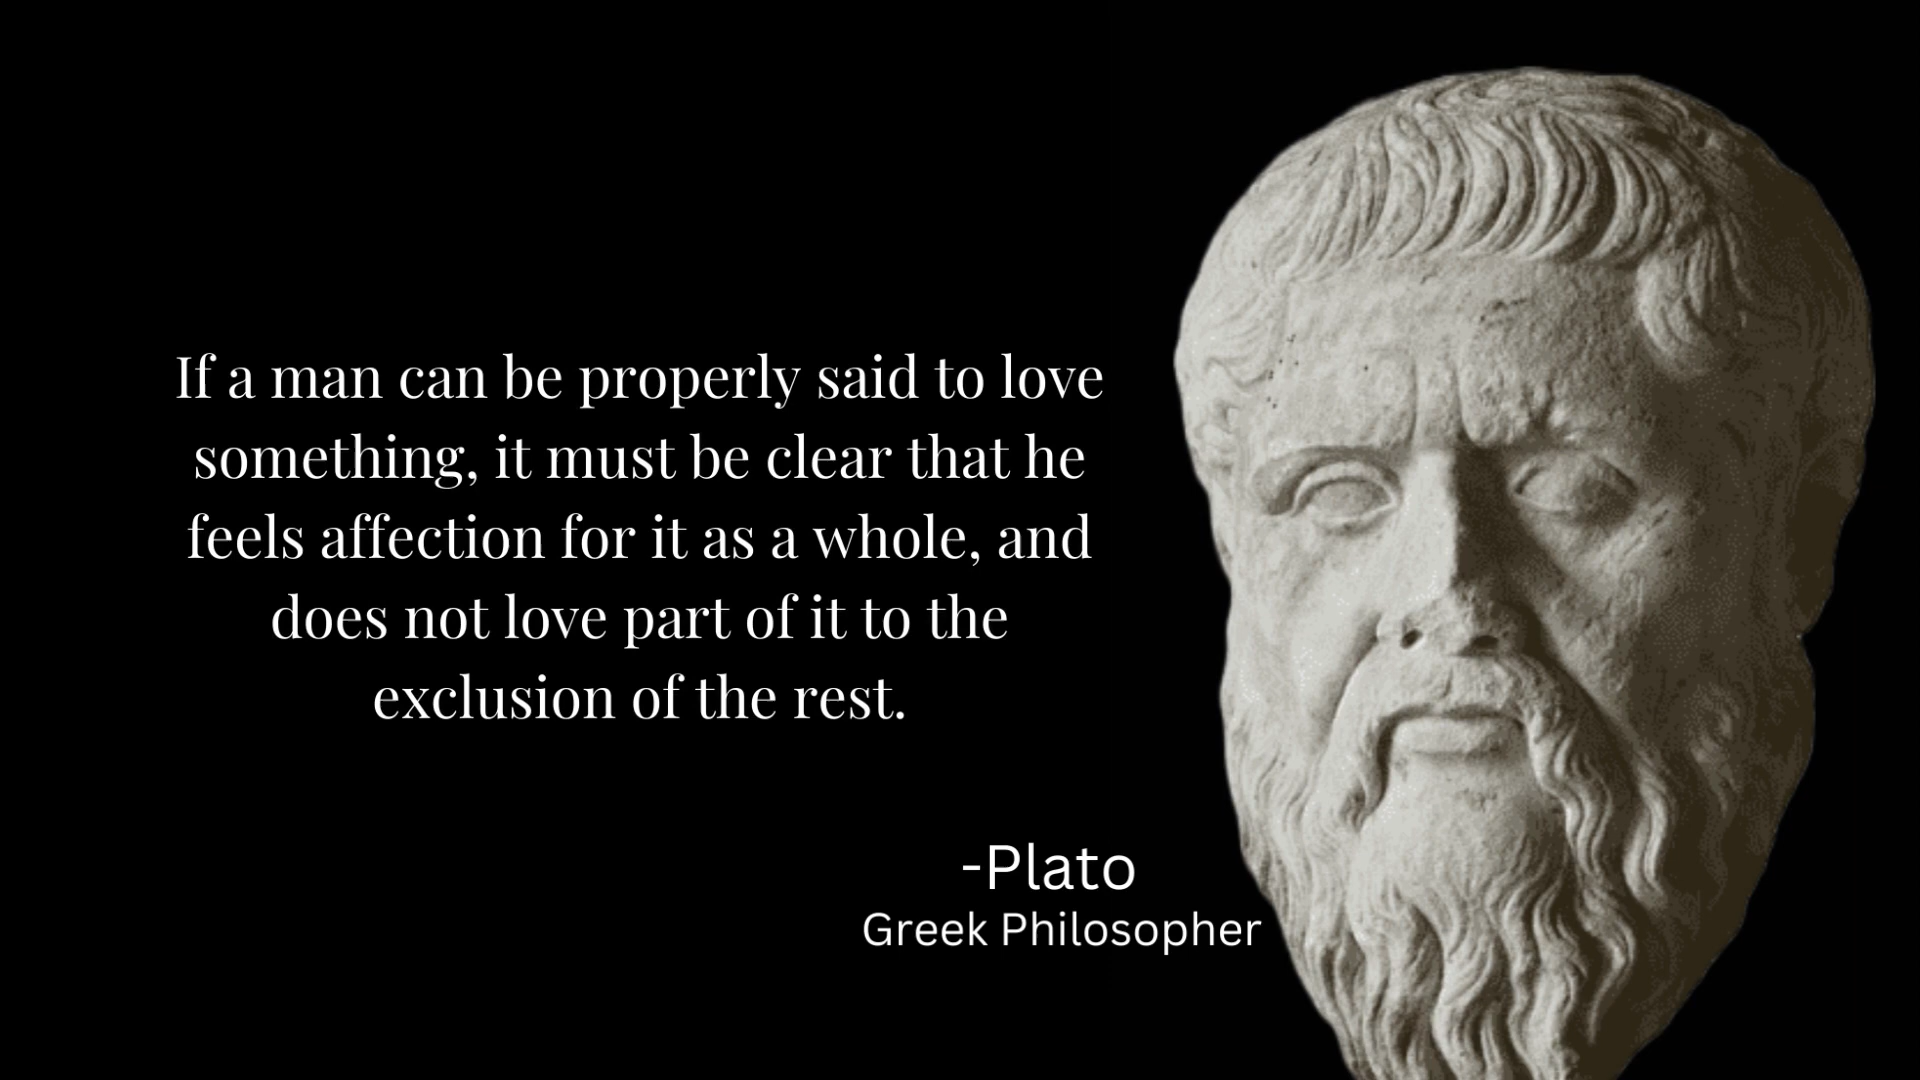 If a man can be properly said to love
something, it must be clear that he
feels affection for it as a whole, and
does not love part of it to the
exclusion of the rest.
-Plato
Greek Philosopher